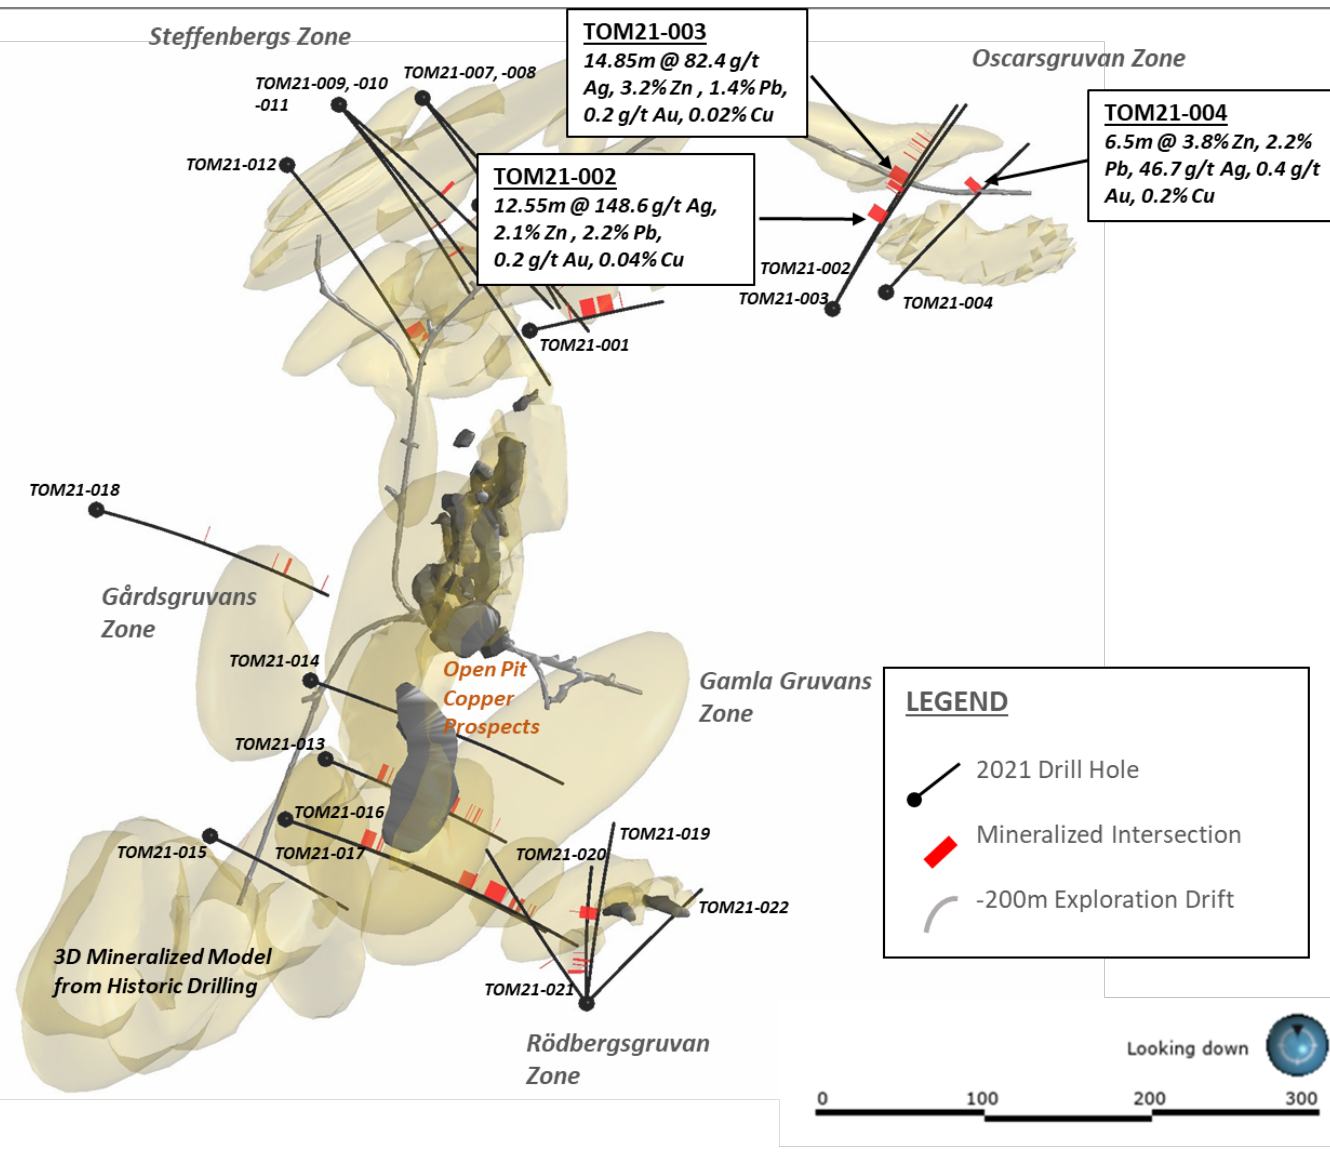 Steffenbergs Zone
TOM21-003
14.85m @ 82.4 g/t
Ag, 3.2% Zn , 1.4% Pb,
0.2 g/t Au, 0.02% Cu
Oscarsgruvan Zone
TOM21-009, -010
-011
TOM21-007, -008
TOM21-004
6.5m @ 3.8% Zn, 2.2%
Pb, 46.7 g/t Ag, 0.4 g/t
Au, 0.2% Cu
TOM21-012
TOM21-002
12.55m @ 148.6 g/t Ag,
2.1% Zn , 2.2% Pb,
0.2 g/t Au, 0.04% Cu
TOM21-002
TOM21-003
TOM21-004
TOM21-001
TOM21-018
Gårdsgruvans
Zone
TOM21-014
Open Pit
Copper
Prospects
Gamla Gruvans
Zone
TOM21-013
TOM21-016
TOM21-017
TOM21-015
TOM21-019
TOM21-020
TOM21-022
TOM21-021
3D Mineralized Model
from Historic Drilling
Rödbergsgruvan
Zone
LEGEND
2021 Drill Hole
Mineralized Intersection
-200m Exploration Drift
Looking down
0 100 200 300